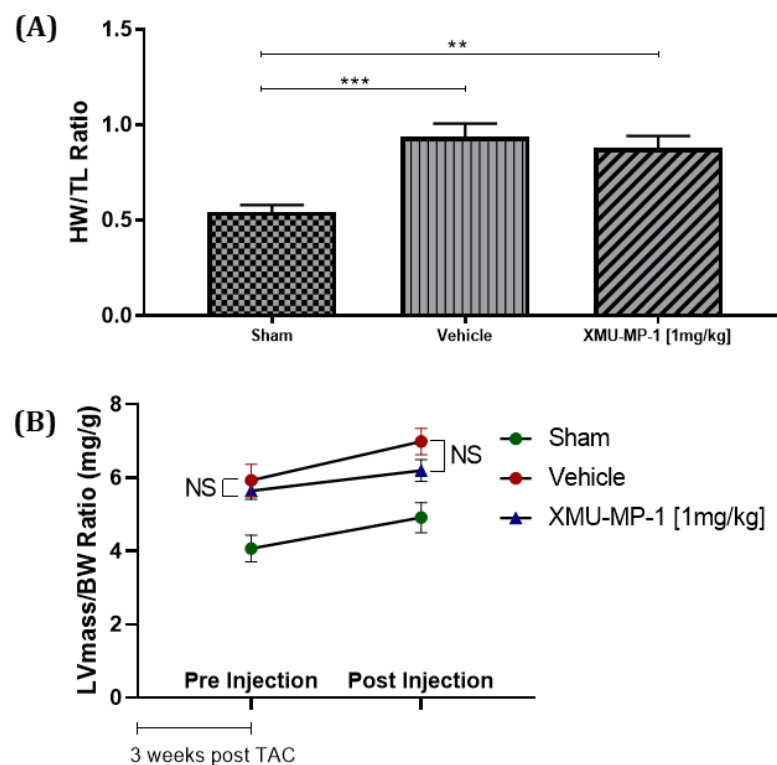 (A)
HW/TL Ratio
1.5
1.0
0.5
0.0
**
***
Sham
Vehicle
XMU-MP-1 [1mg/kg]
(B)
LVmass/BW Ratio (mg/g)
8
6
4
2
0
NS
NS
Sham
Vehicle
XMU-MP-1 [1mg/kg]
Pre Injection
Post Injection
3 weeks post TAC